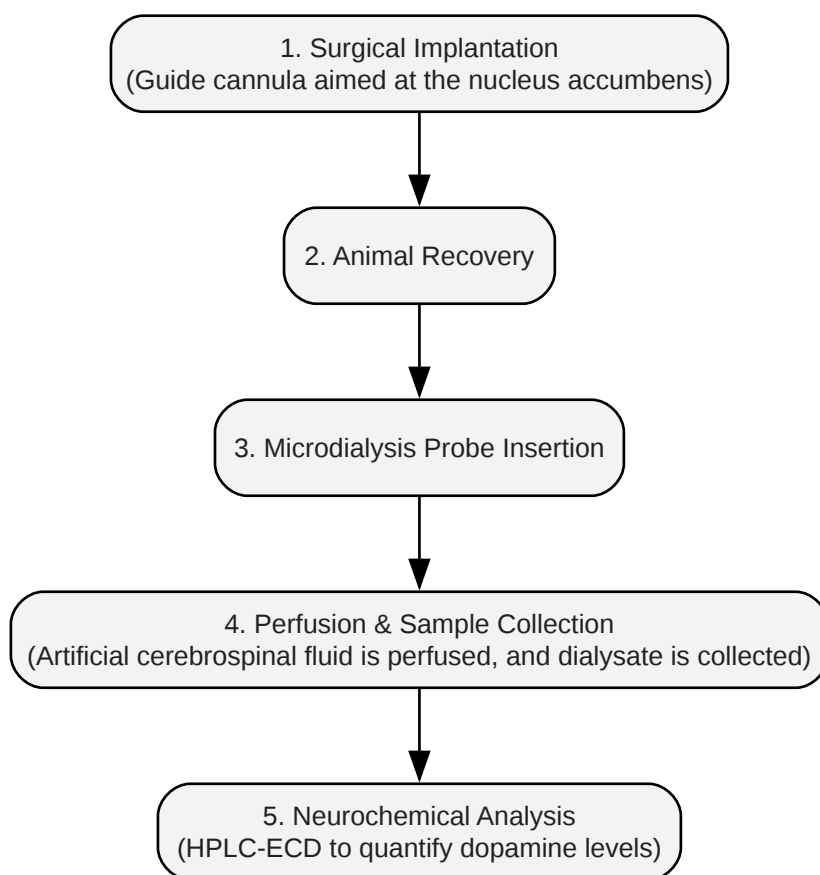 1. Surgical Implantation
(Guide cannula aimed at the nucleus accumbens)
2. Animal Recovery
3. Microdialysis Probe Insertion
4. Perfusion & Sample Collection
(Artificial cerebrospinal fluid is perfused, and dialysate is collected)
5. Neurochemical Analysis
(HPLC-ECD to quantify dopamine levels)